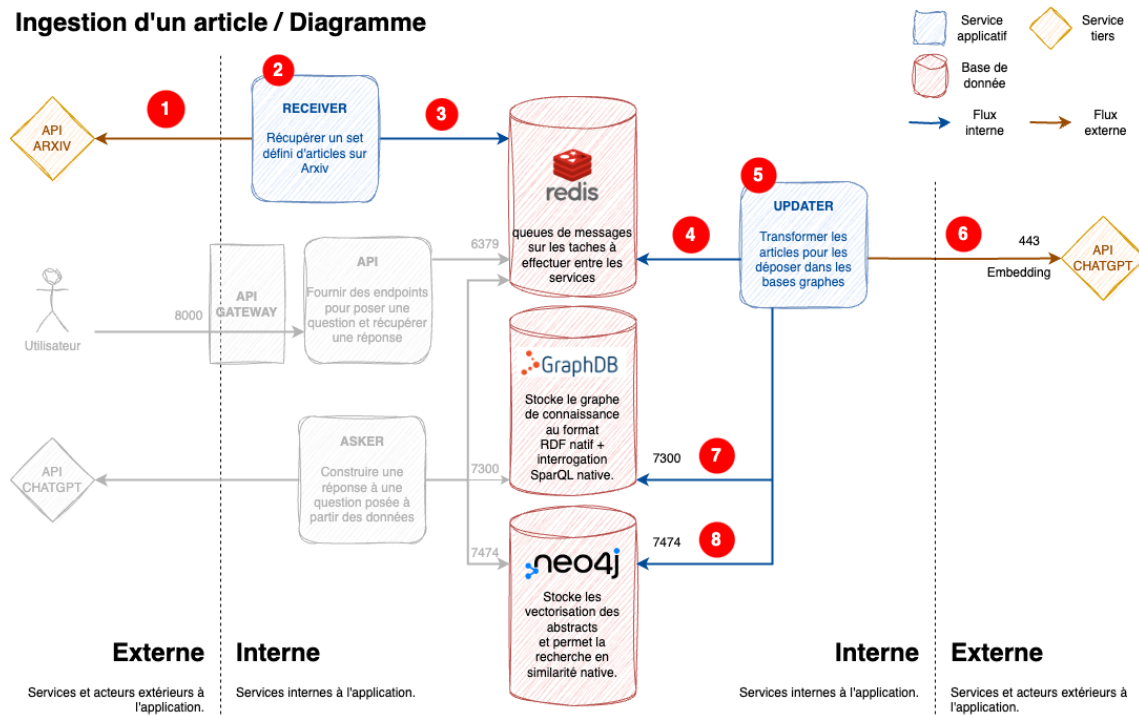 Ingestion d'un article / Diagramme
Service
applicatif
Service
tiers
Base de
donnée
Flux
interne
Flux
externe
1
2
3
API
ARXIV
RECEIVER
Récupérer un set
défini d'articles sur
Arxiv
redis
queues de messages
sur les taches à
effectuer entre les
services
4
5
UPDATER
Transformer les
articles pour les
déposer dans les
bases graphes
6
443
Embedding
API
CHATGPT
6379
API
Fournir des endpoints
pour poser une
question et récupérer
une réponse
API
GATEWAY
8000
Utilisateur
GraphDB
Stocke le graphe
de connaissance
au format
RDF natif +
interrogation
SparQL native.
7300
7
API
CHATGPT
ASKER
Construire une
réponse à une
question posée à
partir des données
7300
7474
neo4j
Stocke les
vectorisation des
abstracts
et permet la
recherche en
similarité native.
7474
8
Externe
Services et acteurs extérieurs à
l'application.
Interne
Services internes à l'application.
Interne
Services internes à l'application.
Externe
Services et acteurs extérieurs à
l'application.